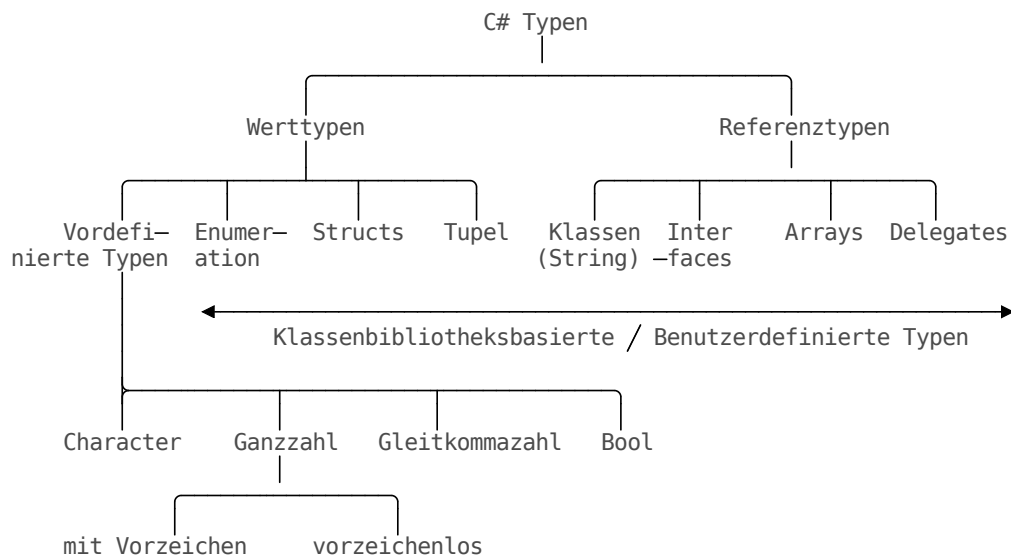 C# Typen
Werttypen Referenztypen
Vordefi– Enumer– Structs Tupel Klassen Inter Arrays Delegates
nierte Typen ation (String) –faces
Klassenbibliotheksbasierte / Benutzerdefinierte Typen
Character Ganzzahl Gleitkommazahl Bool
mit Vorzeichen vorzeichenlos